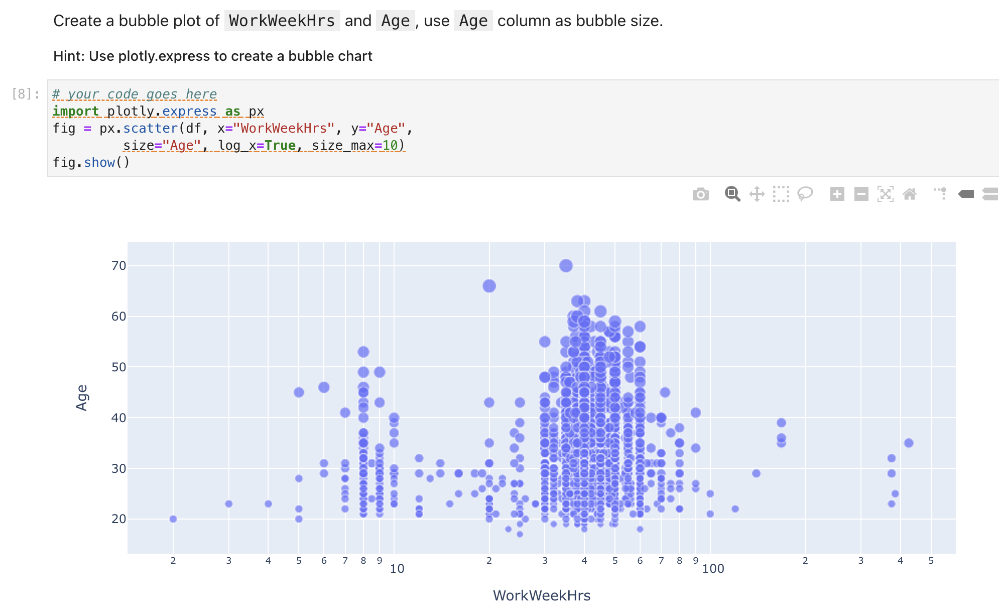 Create a bubble plot of WorkWeekHrs and Age, use Age column as bubble size.
Hint: Use plotly.express to create a bubble chart
[8]:
# your code goes here
import plotly.express as px
fig = px.scatter(df, x="WorkWeekHrs", y="Age",
size="Age", log_x=True, size_max=10)
fig.show()
70
60
50
40
30
20
Age
2 3 4 5 6 7 8 9 10 2 3 4 5 6 7 8 9 100 2 3 4 5
WorkWeekHrs